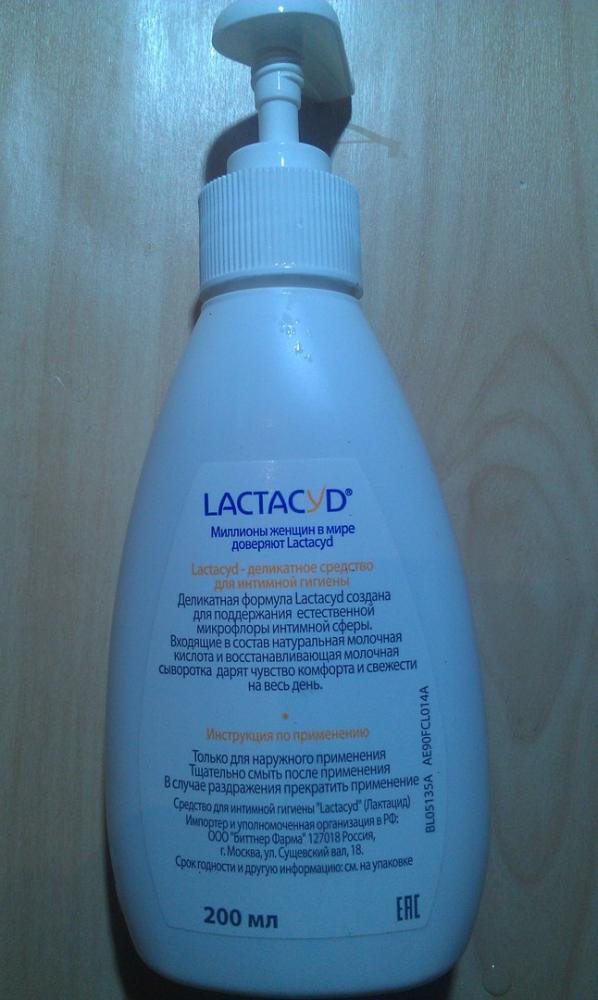 LACTACYD®
Миллионы женщин в мире
доверяют Lactacyd
Lactacyd - деликатное средство
для интимной гигиены
Деликатная формула Lactacyd создана
для поддержания естественной
микрофлоры интимной сферы.
Входящие в состав натуральная молочная
кислота и восстанавливающая молочная
сыворотка дарят чувство комфорта и свежести
на весь день.
Инструкция по применению
Только для наружного применения
Тщательно смыть после применения
В случае раздражения прекратить применение
Средство для интимной гигиены "Lactacyd" (Лактацид)
Импортер и уполномоченная организация в РФ:
ООО "Биттнер Фарма" 127018 Россия,
г. Москва, ул. Сущевский вал, 18.
Срок годности и другую информацию: см. на упаковке
200 мл
EAC
BL05135A AE90FCL014A